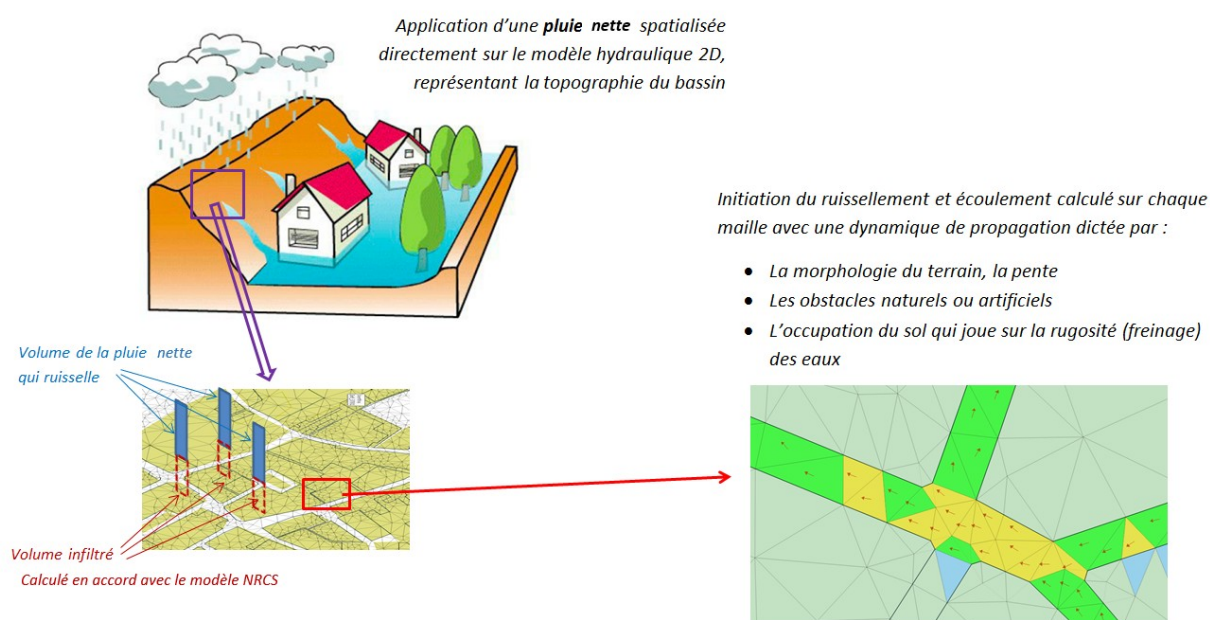 Application d'une pluie nette spatialisée
directement sur le modèle hydraulique 2D,
représentant la topographie du bassin
Initiation du ruissellement et écoulement calculé sur chaque
maille avec une dynamique de propagation dictée par :
• La morphologie du terrain, la pente
• Les obstacles naturels ou artificiels
• L'occupation du sol qui joue sur la rugosité (freinage)
des eaux
Volume de la pluie nette
qui ruisselle
Volume infiltré
Calculé en accord avec le modèle NRCS